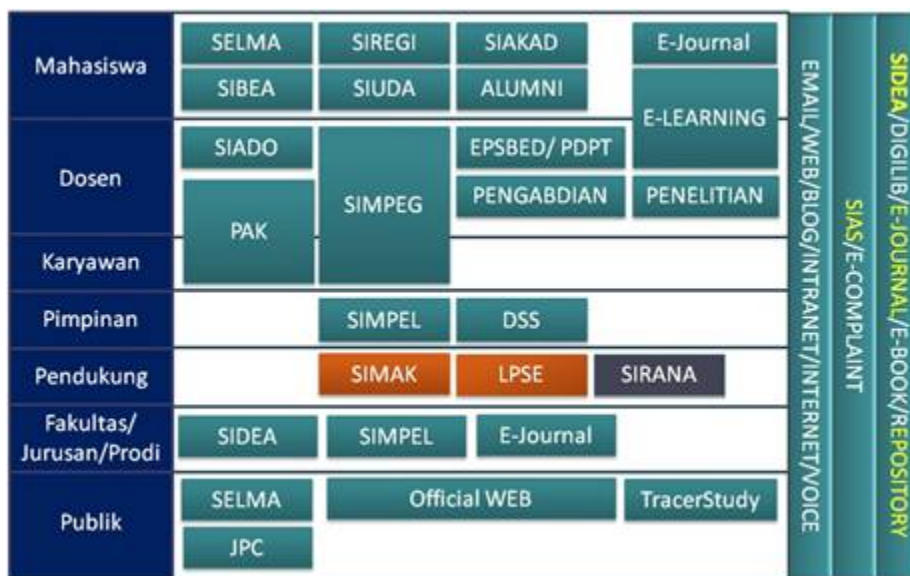 Mahasiswa
SELMA
SIREGI
SIAKAD
E-Journal
SIBEA
SIUDA
ALUMNI
E-LEARNING
Dosen
SIADO
SIMPEG
EPSBED/ PDPT
PAK
PENGABDIAN
PENELITIAN
Karyawan
Pimpinan
SIMPEL
DSS
Pendukung
SIMAK
LPSE
SIRANA
Fakultas/
Jurusan/Prodi
SIDEA
SIMPEL
E-Journal
Publik
SELMA
Official WEB
TracerStudy
JPC
EMAIL/WEB/BLOG/INTRANET/INTERNET/VOICE
SIAS/E-COMPLAINT
SIDEA/DIGILIB/E-JOURNAL/E-BOOK/REPOSITORY